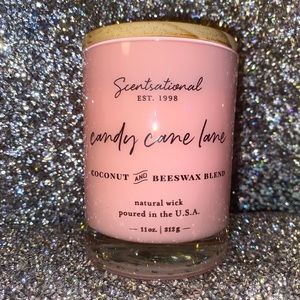 Scentsational
EST. 1998
candy cane lane
COCONUT AND BEESWAX BLEND
natural wick
poured in the U.S.A.
11 oz. | 312 g